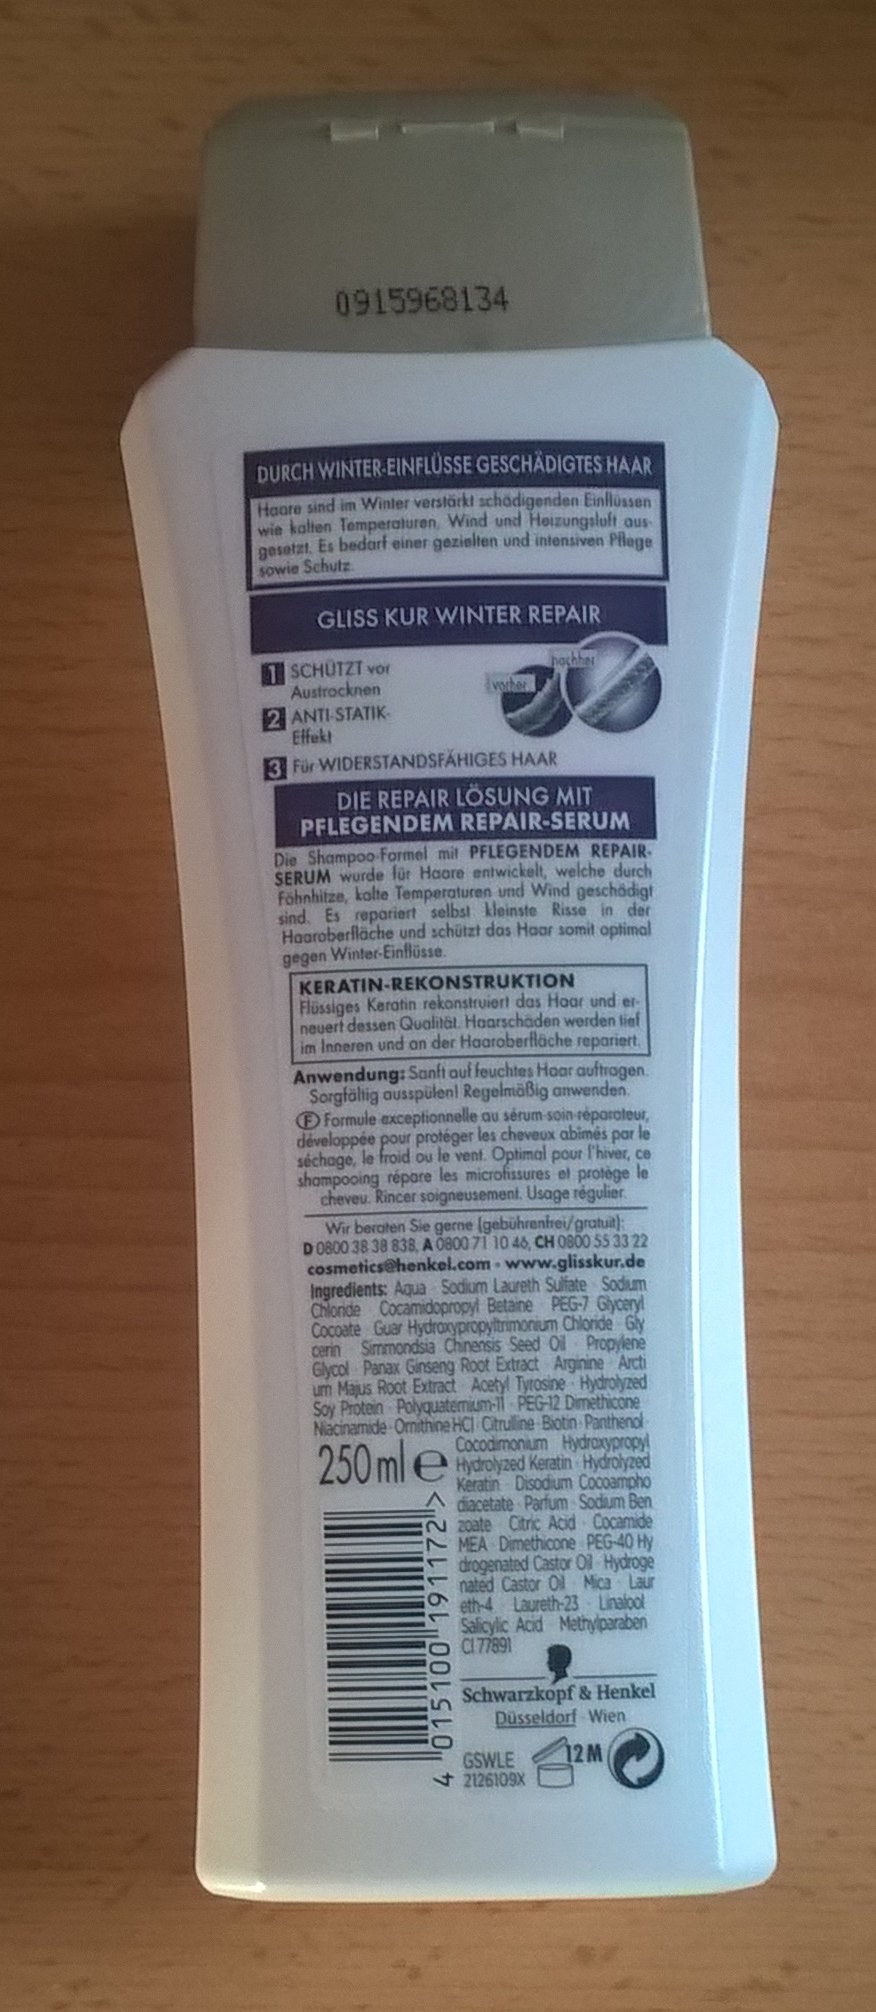 0915968134
DURCH WINTER-EINFLÜSSE GESCHÄDIGTES HAAR
Haare sind im Winter verstärkt schädigenden Einflüssen
wie kalten Temperaturen, Wind und Heizungsluft aus-
gesetzt. Es bedarf einer gezielten und intensiven Pflege
sowie Schutz.
GLISS KUR WINTER REPAIR
1 SCHÜTZT vor
Austrocknen
2 ANTI-STATIK-
Effekt
3 Für WIDERSTANDSFÄHIGES HAAR
vorher
nachher
DIE REPAIR LÖSUNG MIT
PFLEGENDEM REPAIR-SERUM
Die Shampoo-Formel mit PFLEGENDEM REPAIR-
SERUM wurde für Haare entwickelt, welche durch
Föhnhitze, kalte Temperaturen und Wind geschädigt
sind. Es repariert selbst kleinste Risse in der
Haaroberfläche und schützt das Haar somit optimal
gegen Winter-Einflüsse.
KERATIN-REKONSTRUKTION
Flüssiges Keratin rekonstruiert das Haar und er-
neuert dessen Qualität. Haarschäden werden tief
im Inneren und an der Haaroberfläche repariert.
Anwendung: Sanft auf feuchtes Haar auftragen.
Sorgfältig ausspülen! Regelmäßig anwenden.
F Formule exceptionnelle au sérum-soin-réparateur,
développée pour protéger les cheveux abîmés par le
séchage, le froid ou le vent. Optimal pour l'hiver, ce
shampooing répare les microfissures et protège le
cheveu. Rincer soigneusement. Usage régulier.
Wir beraten Sie gerne (gebührenfrei/gratuit):
D 0800 38 38 838, A 0800 71 10 46, CH 0800 55 33 22
cosmetics@henkel.com • www.glisskur.de
Ingredients: Aqua · Sodium Laureth Sulfate · Sodium
Chloride · Cocamidopropyl Betaine · PEG-7 Glyceryl
Cocoate · Guar Hydroxypropyltrimonium Chloride · Gly
cerin · Simmondsia Chinensis Seed Oil · Propylene
Glycol · Panax Ginseng Root Extract · Arginine · Arcti
um Majus Root Extract · Acetyl Tyrosine · Hydrolyzed
Soy Protein · Polyquaternium-11 · PEG-12 Dimethicone
Niacinamide · Ornithine HCl · Citrulline · Biotin · Panthenol
Cocodimonium Hydroxypropyl
Hydrolyzed Keratin · Hydrolyzed
Keratin · Disodium Cocoampho
diacetate · Parfum · Sodium Ben
zoate · Citric Acid · Cocamide
MEA · Dimethicone · PEG-40 Hy
drogenated Castor Oil · Hydroge
nated Castor Oil · Mica · Laur
eth-4 · Laureth-23 · Linalool
Salicylic Acid · Methylparaben
CI 77891
250 ml e
4 015100 191172 >
Schwarzkopf & Henkel
Düsseldorf · Wien
GSWLE
2126109X
12 M